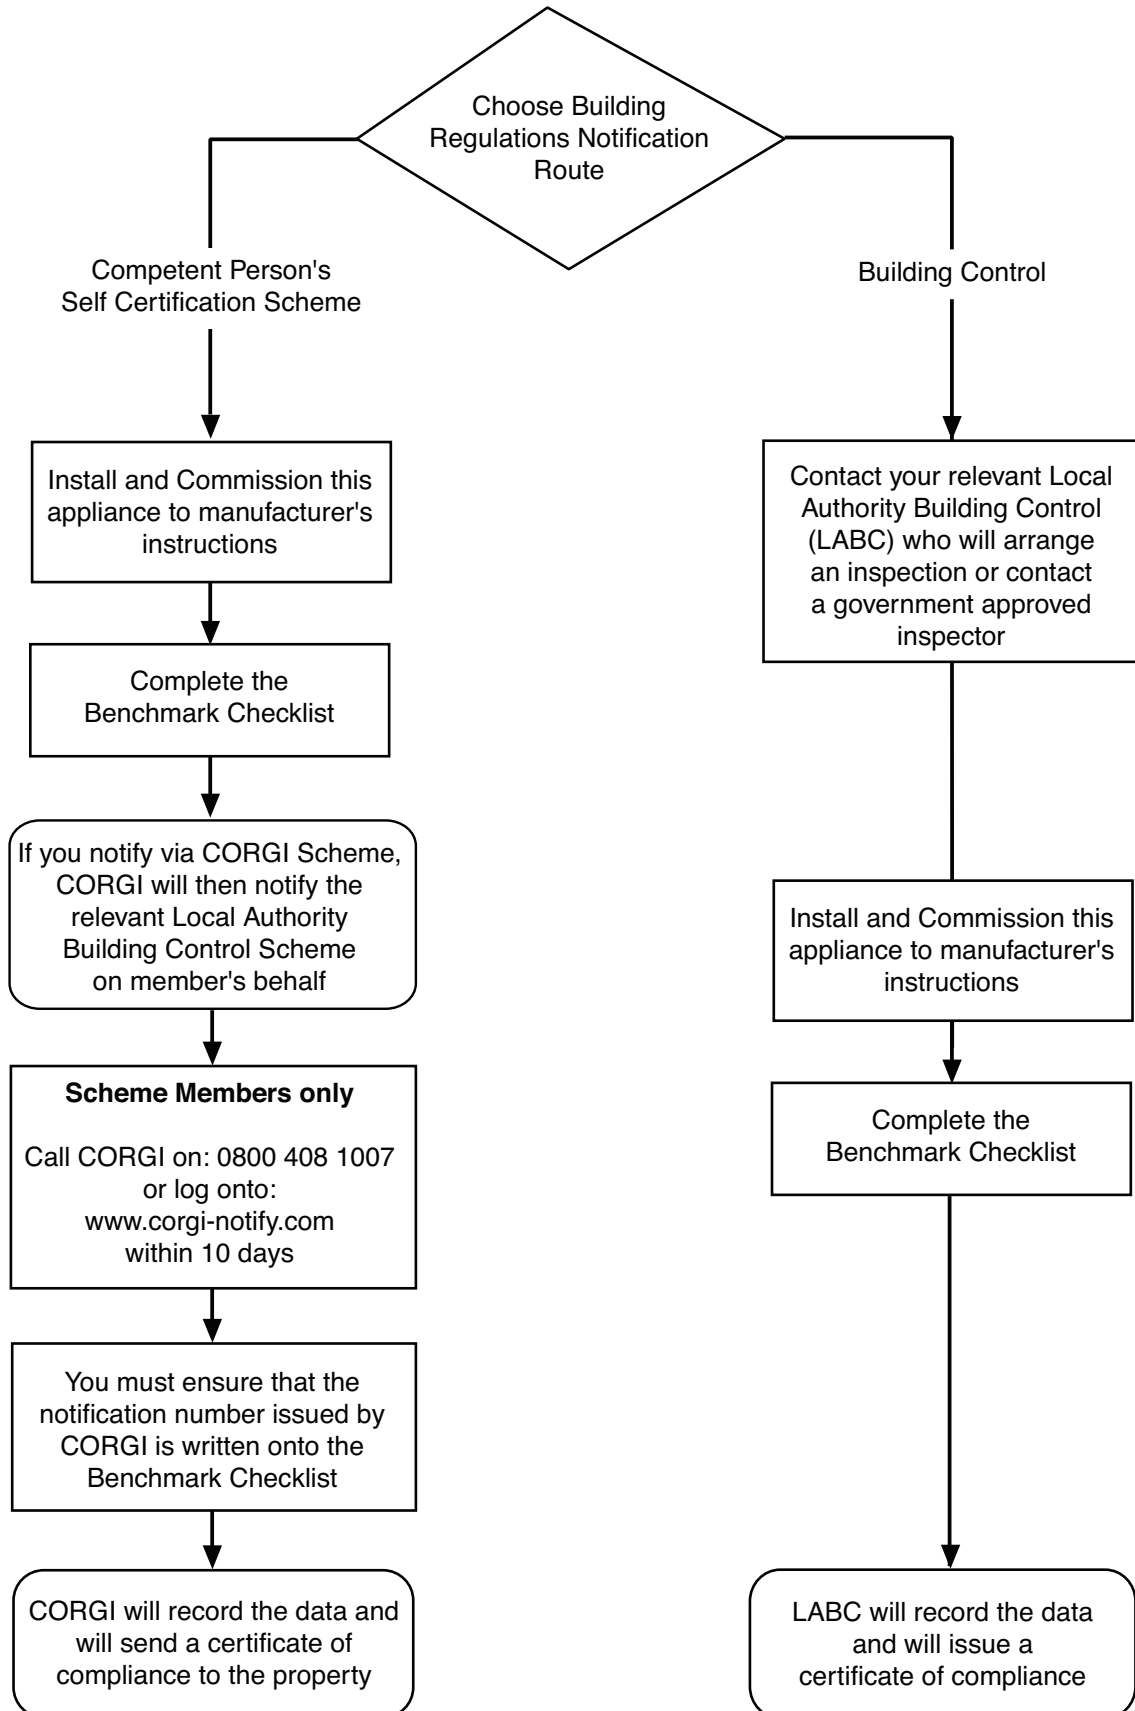 Choose Building
Regulations Notification
Route
Competent Person's
Self Certification Scheme
Building Control
Install and Commission this
appliance to manufacturer's
instructions
Complete the
Benchmark Checklist
If you notify via CORGI Scheme,
CORGI will then notify the
relevant Local Authority
Building Control Scheme
on member's behalf
Scheme Members only
Call CORGI on: 0800 408 1007
or log onto:
www.corgi-notify.com
within 10 days
You must ensure that the
notification number issued by
CORGI is written onto the
Benchmark Checklist
CORGI will record the data and
will send a certificate of
compliance to the property
Contact your relevant Local
Authority Building Control
(LABC) who will arrange
an inspection or contact
a government approved
inspector
Install and Commission this
appliance to manufacturer's
instructions
Complete the
Benchmark Checklist
LABC will record the data
and will issue a
certificate of compliance